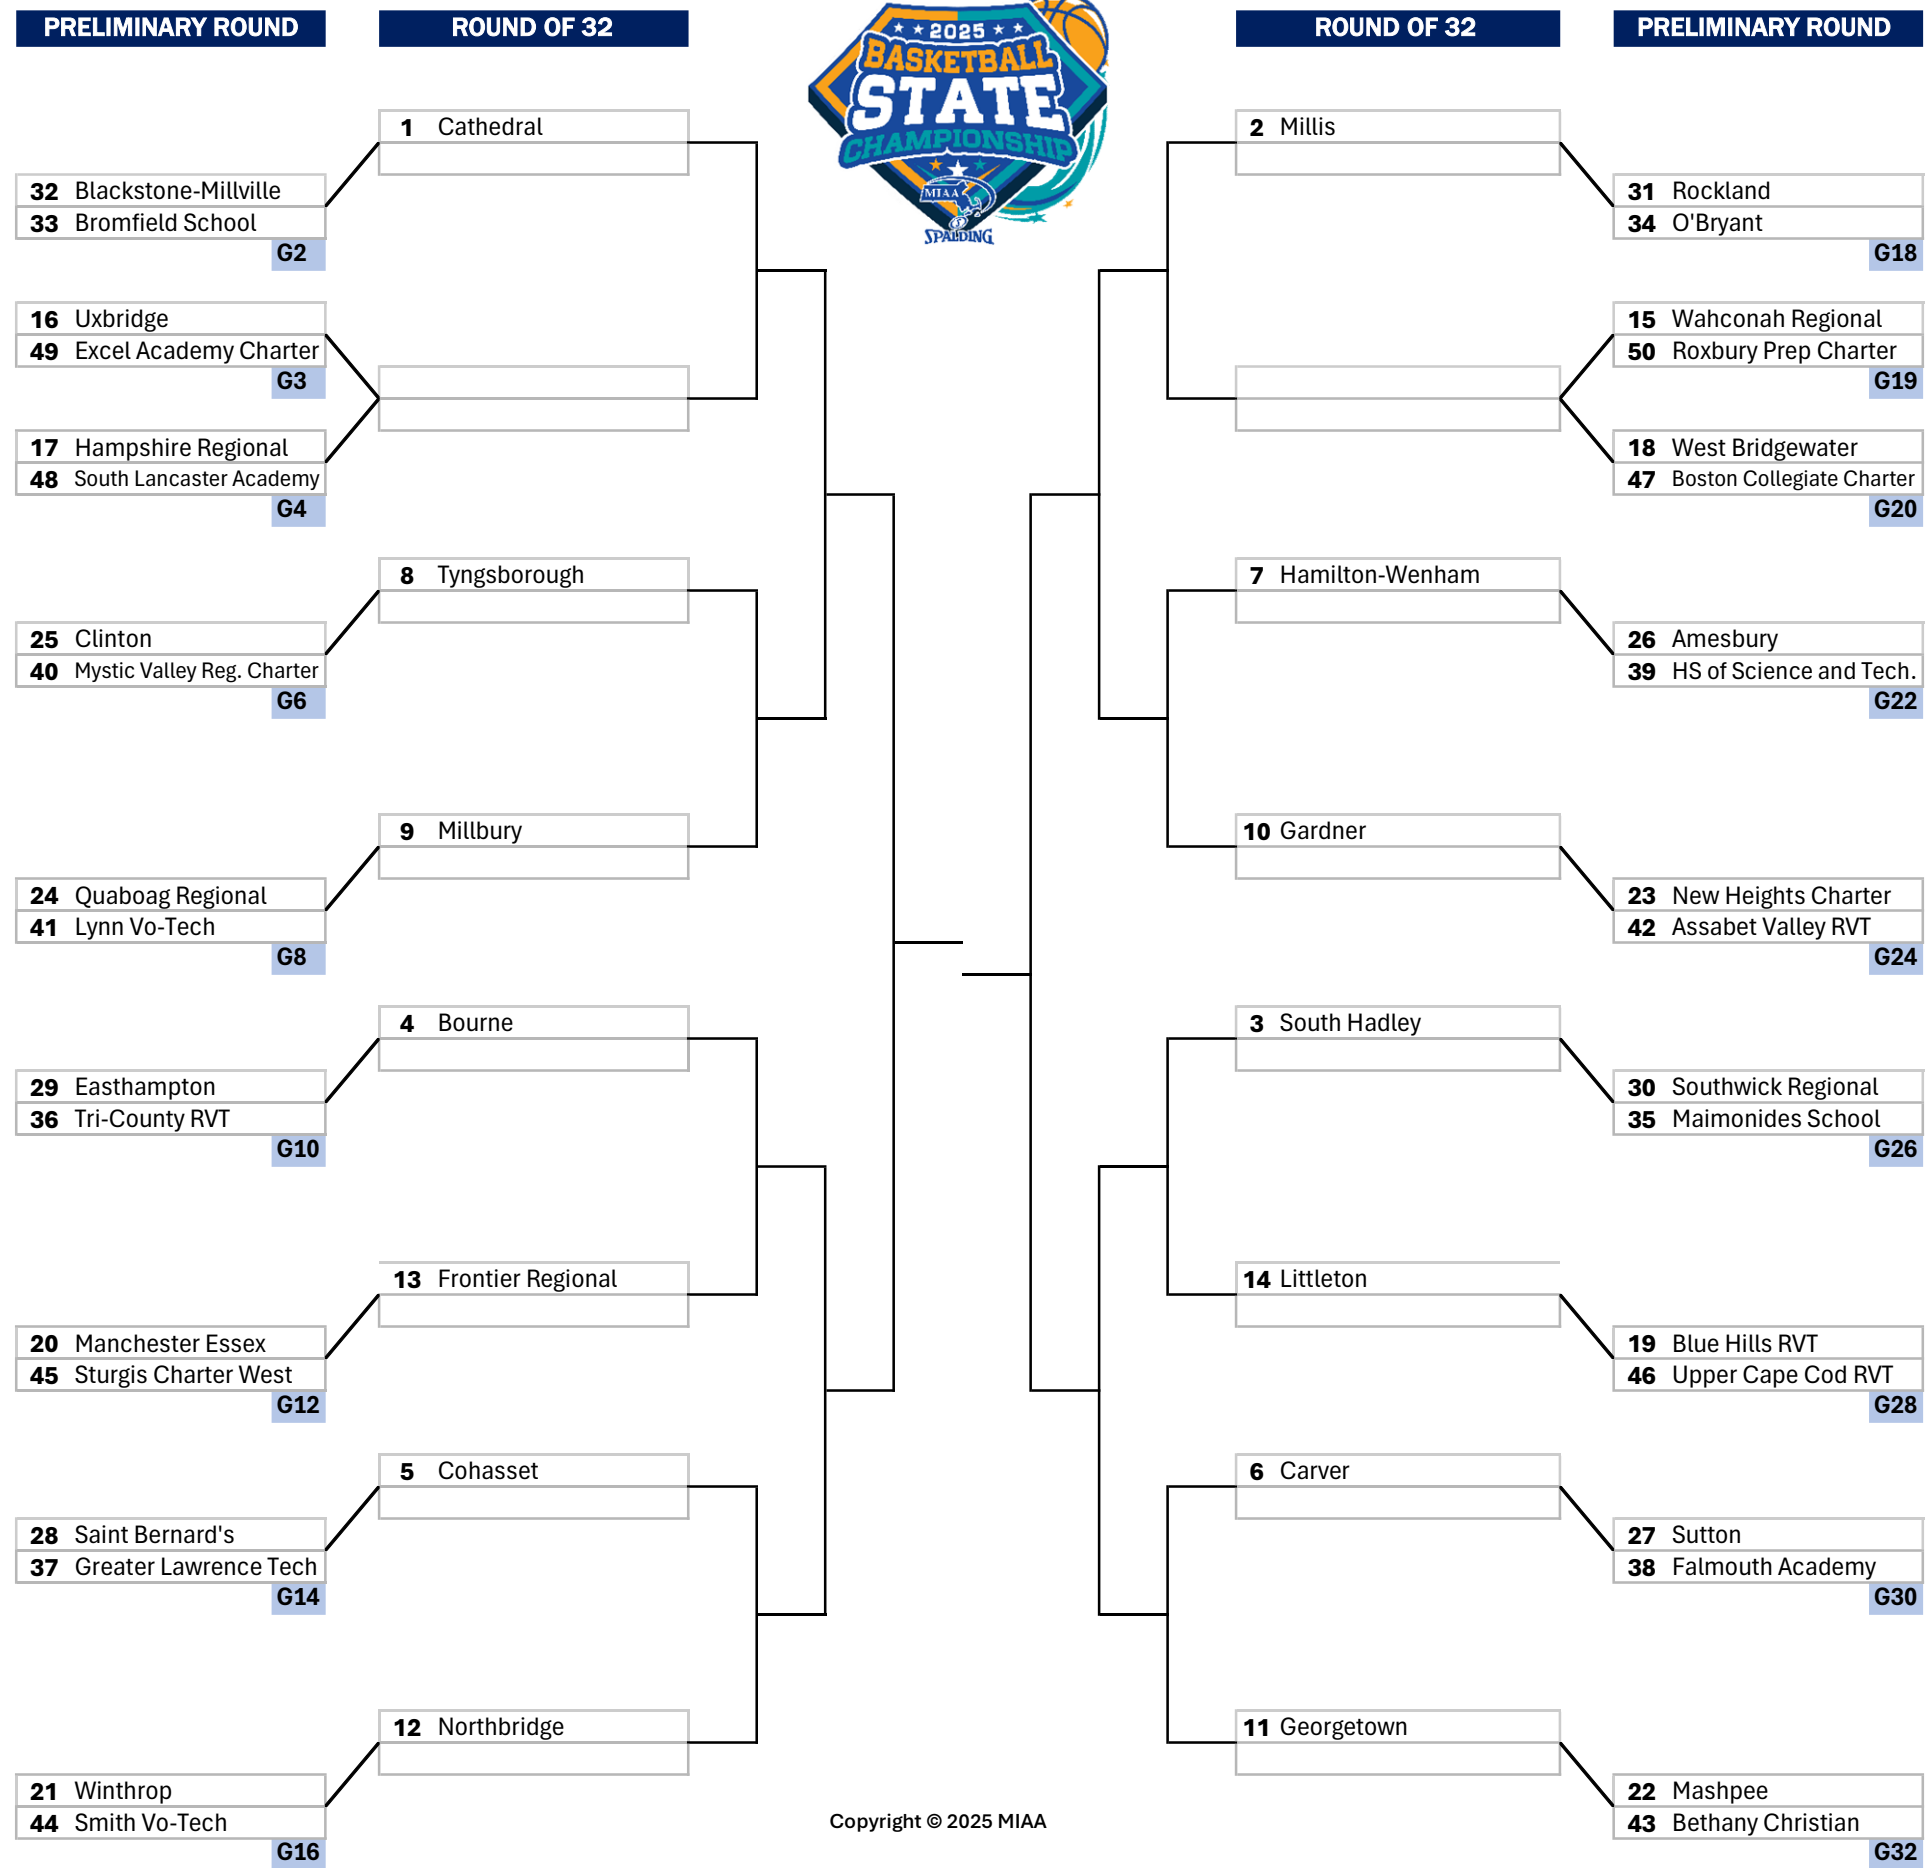 PRELIMINARY ROUND
ROUND OF 32
★ ★ 2025 ★ ★
BASKETBALL
STATE
CHAMPIONSHIP
MIAA
SPALDING
ROUND OF 32
PRELIMINARY ROUND
1 Cathedral
32 Blackstone-Millville
33 Bromfield School
G2
16 Uxbridge
49 Excel Academy Charter
G3
17 Hampshire Regional
48 South Lancaster Academy
G4
8 Tyngsborough
25 Clinton
40 Mystic Valley Reg. Charter
G6
9 Millbury
24 Quaboag Regional
41 Lynn Vo-Tech
G8
4 Bourne
29 Easthampton
36 Tri-County RVT
G10
13 Frontier Regional
20 Manchester Essex
45 Sturgis Charter West
G12
5 Cohasset
28 Saint Bernard's
37 Greater Lawrence Tech
G14
12 Northbridge
21 Winthrop
44 Smith Vo-Tech
G16
2 Millis
31 Rockland
34 O'Bryant
G18
15 Wahconah Regional
50 Roxbury Prep Charter
G19
18 West Bridgewater
47 Boston Collegiate Charter
G20
7 Hamilton-Wenham
26 Amesbury
39 HS of Science and Tech.
G22
10 Gardner
23 New Heights Charter
42 Assabet Valley RVT
G24
3 South Hadley
30 Southwick Regional
35 Maimonides School
G26
14 Littleton
19 Blue Hills RVT
46 Upper Cape Cod RVT
G28
6 Carver
27 Sutton
38 Falmouth Academy
G30
11 Georgetown
22 Mashpee
43 Bethany Christian
G32
Copyright © 2025 MIAA